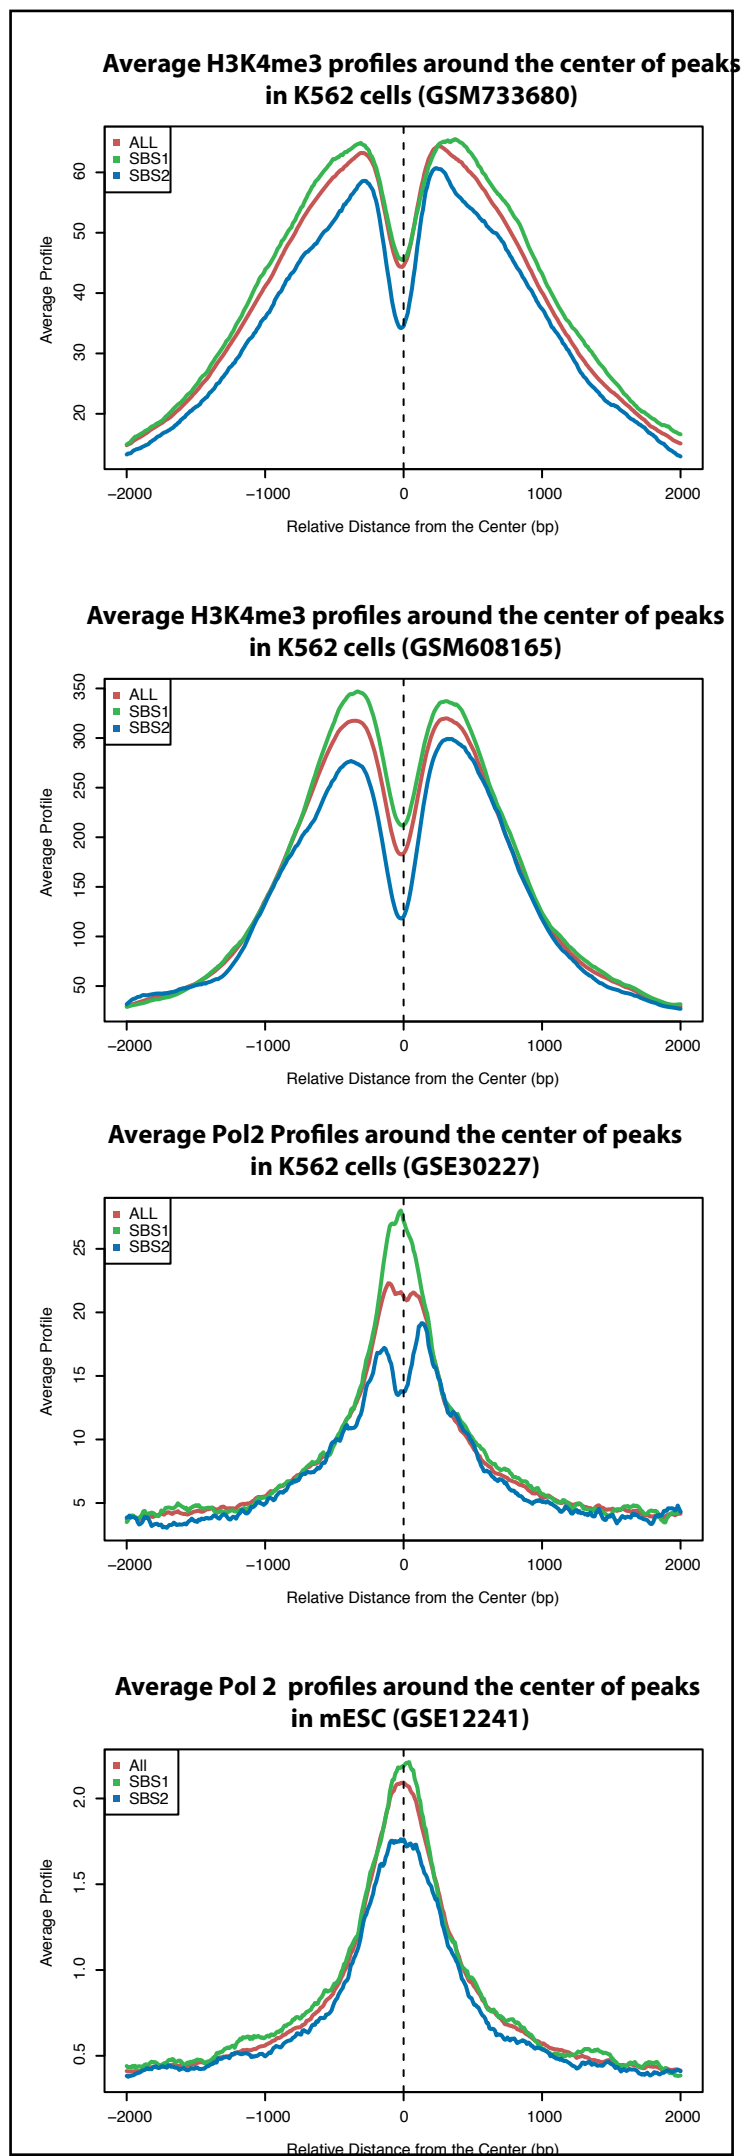 Average H3K4me3 profiles around the center of peaks
in K562 cells (GSM733680)
ALL
SBS1
SBS2
60
50
40
30
20
Average Profile
−2000 −1000 0 1000 2000
Relative Distance from the Center (bp)
Average H3K4me3 profiles around the center of peaks
in K562 cells (GSM608165)
ALL
SBS1
SBS2
350
300
250
200
150
100
50
Average Profile
−2000 −1000 0 1000 2000
Relative Distance from the Center (bp)
Average Pol2 Profiles around the center of peaks
in K562 cells (GSE30227)
ALL
SBS1
SBS2
25
20
15
10
5
Average Profile
−2000 −1000 0 1000 2000
Relative Distance from the Center (bp)
Average Pol 2 profiles around the center of peaks
in mESC (GSE12241)
All
SBS1
SBS2
2.0
1.5
1.0
0.5
Average Profile
−2000 −1000 0 1000 2000
Relative Distance from the Center (bp)